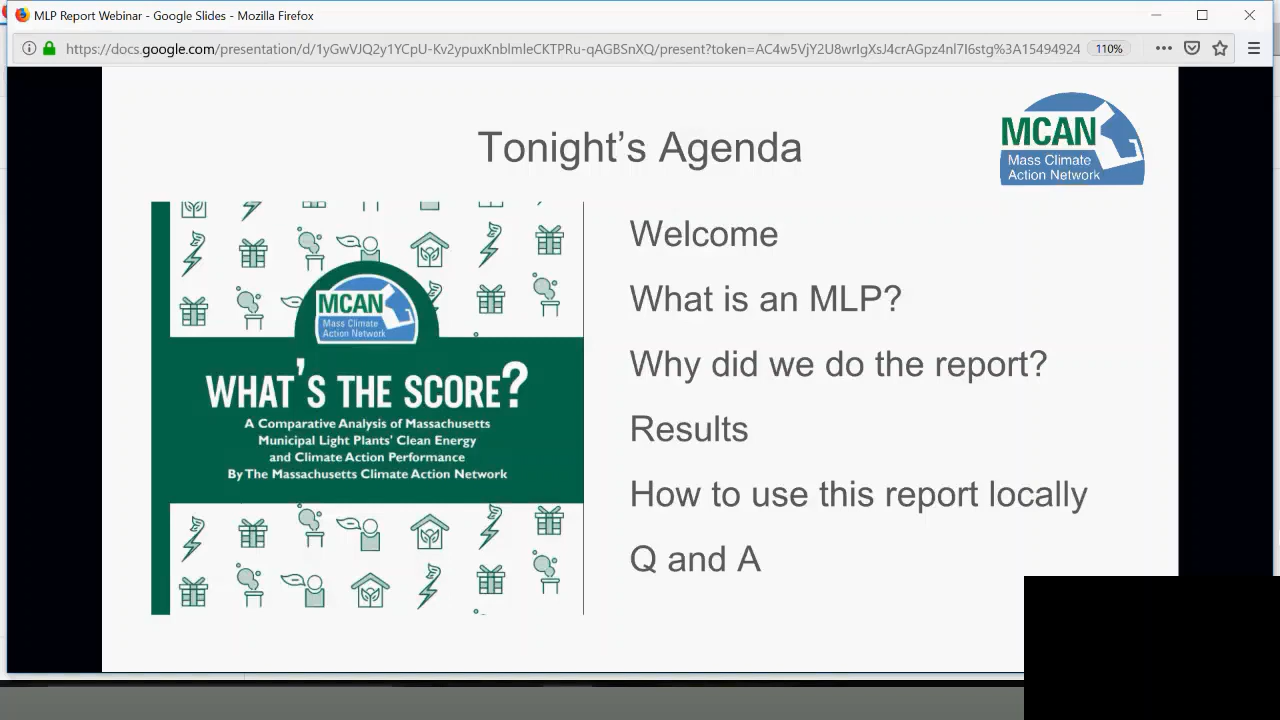 MLP Report Webinar - Google Slides - Mozilla Firefox
https://docs.google.com/presentation/d/1yGwVJQ2y1YCpU-Kv2ypuxKnblmleCKTPRu-qAGBSnXQ/present?token=AC4w5VjY2U8wrIgXsJ4crAGpz4nl7I6stg%3A15494924
110%
Tonight's Agenda
MCAN
Mass Climate
Action Network
Welcome
What is an MLP?
Why did we do the report?
Results
How to use this report locally
Q and A
MCAN
Mass Climate
Action Network
WHAT'S THE SCORE?
A Comparative Analysis of Massachusetts
Municipal Light Plants' Clean Energy
and Climate Action Performance
By The Massachusetts Climate Action Network